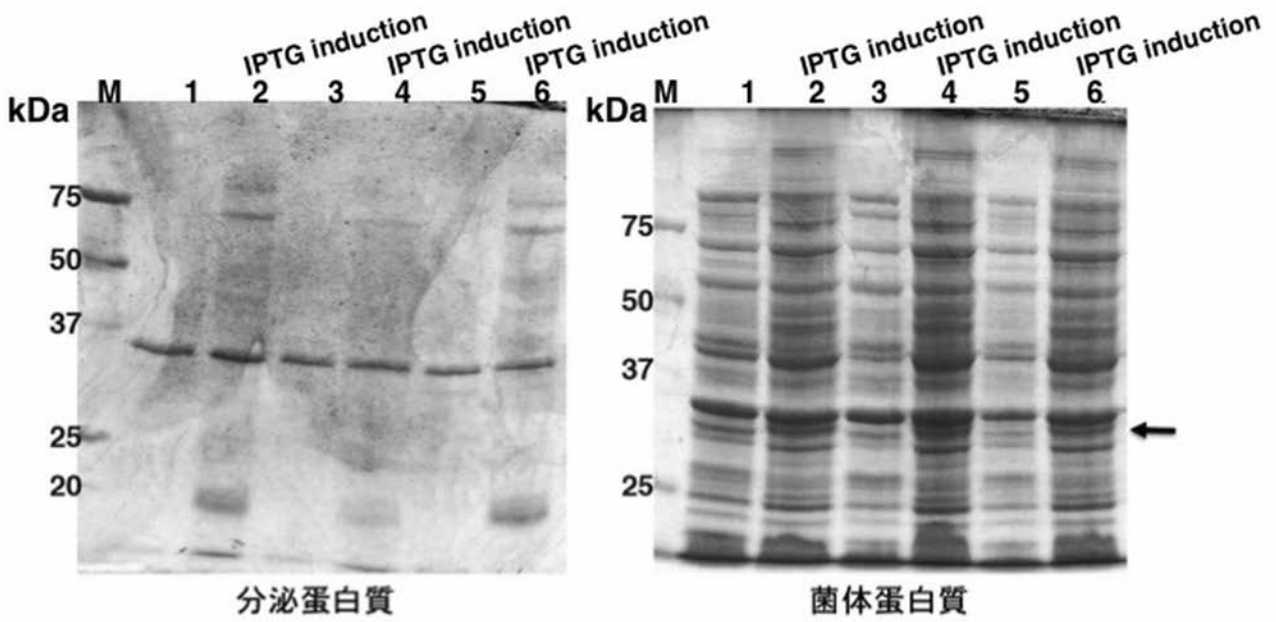 IPTG induction IPTG induction IPTG induction
kDa M 1 2 3 4 5 6
75
50
37
25
20
分泌蛋白質
IPTG induction IPTG induction IPTG induction
kDa M 1 2 3 4 5 6
75
50
37
25
菌体蛋白質